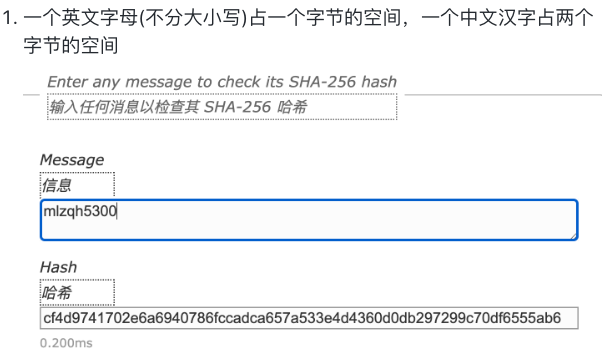 1. 一个英文字母(不分大小写)占一个字节的空间，一个中文汉字占两个
字节的空间
Enter any message to check its SHA-256 hash
输入任何消息以检查其 SHA-256 哈希
Message
信息
mlzqh5300
Hash
哈希
cf4d9741702e6a6940786fccadca657a533e4d4360d0db297299c70df6555ab6
0.200ms